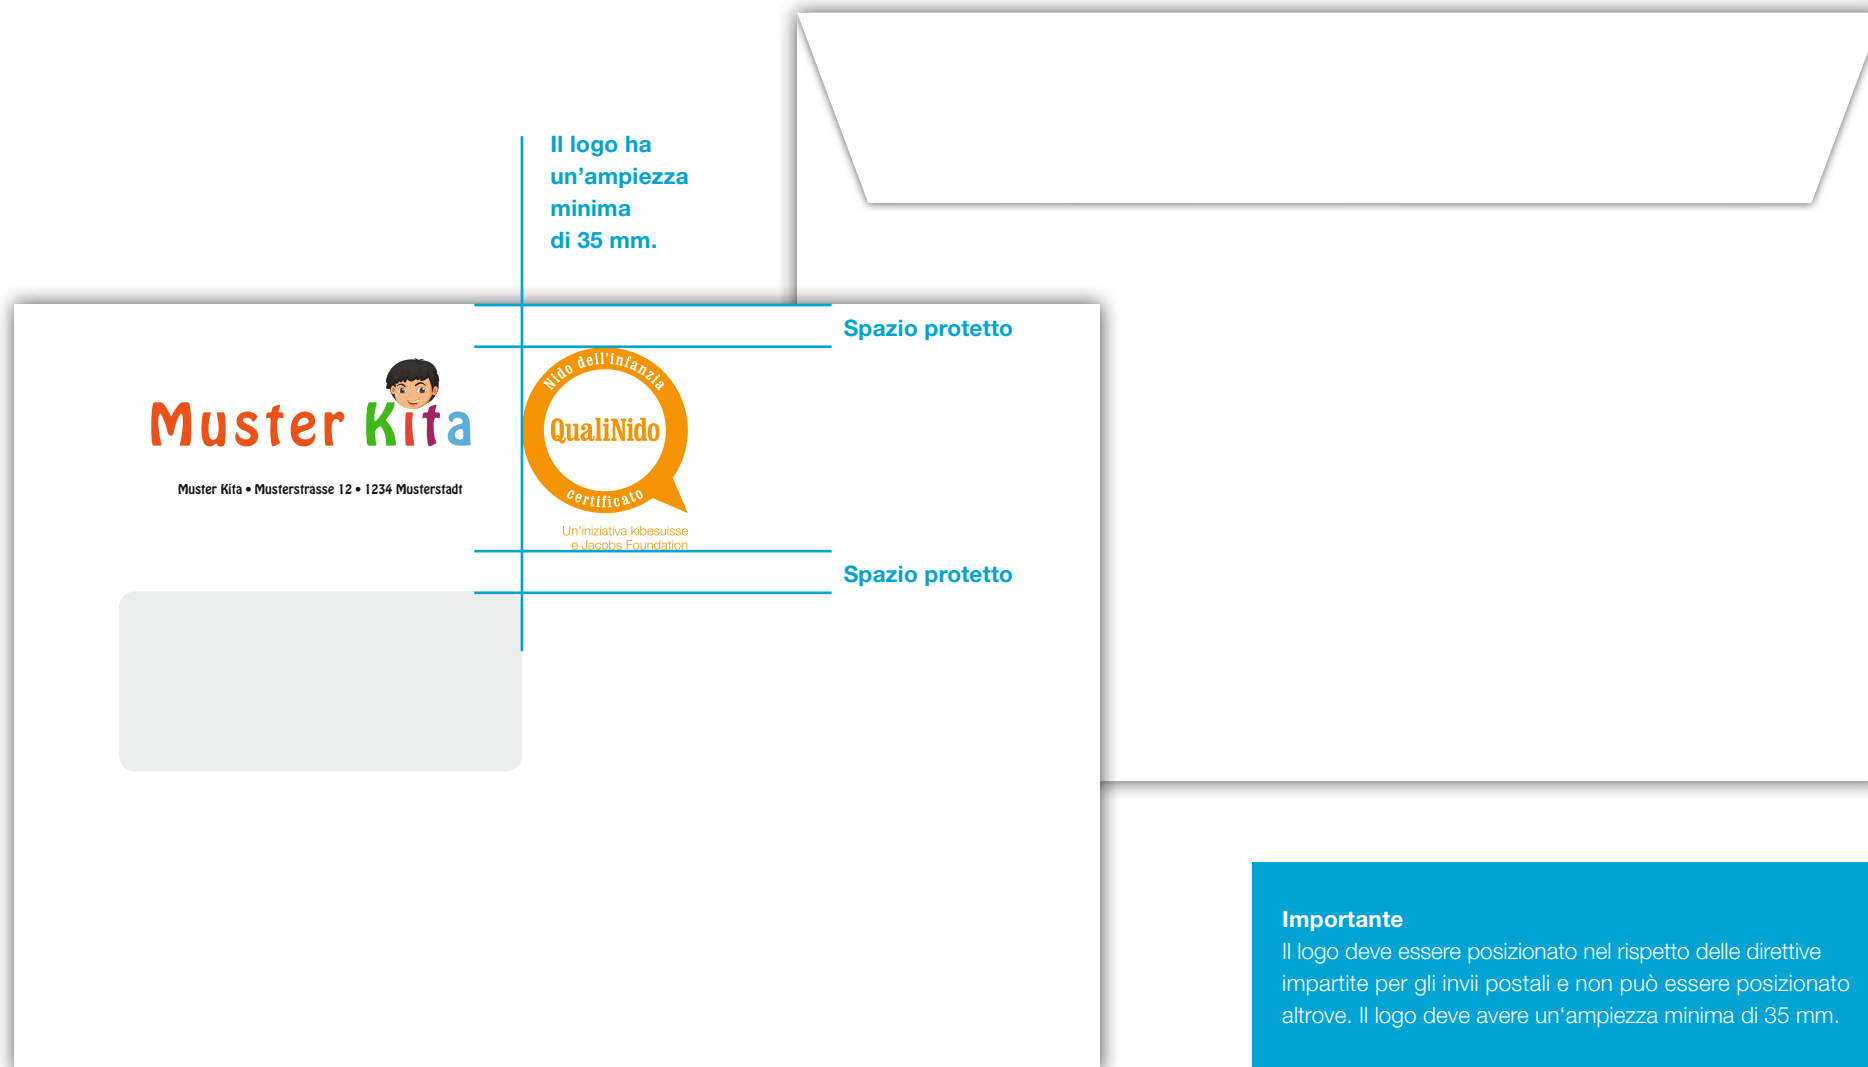 Il logo ha
un’ampiezza
minima
di 35 mm.
Spazio protetto
Nido dell’infanzia
QualiNido
certificato
Un’iniziativa kibesuisse
e Jacobs Foundation
Muster Kita
Muster Kita • Musterstrasse 12 • 1234 Musterstadt
Spazio protetto
Importante
Il logo deve essere posizionato nel rispetto delle direttive
impartite per gli invii postali e non può essere posizionato
altrove. Il logo deve avere un‘ampiezza minima di 35 mm.